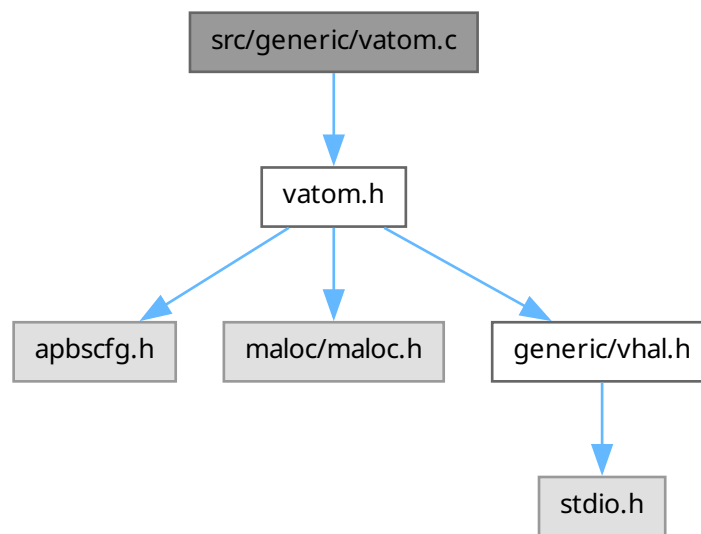 src/generic/vatom.c
vatom.h
apbscfg.h
maloc/maloc.h
generic/vhal.h
stdio.h